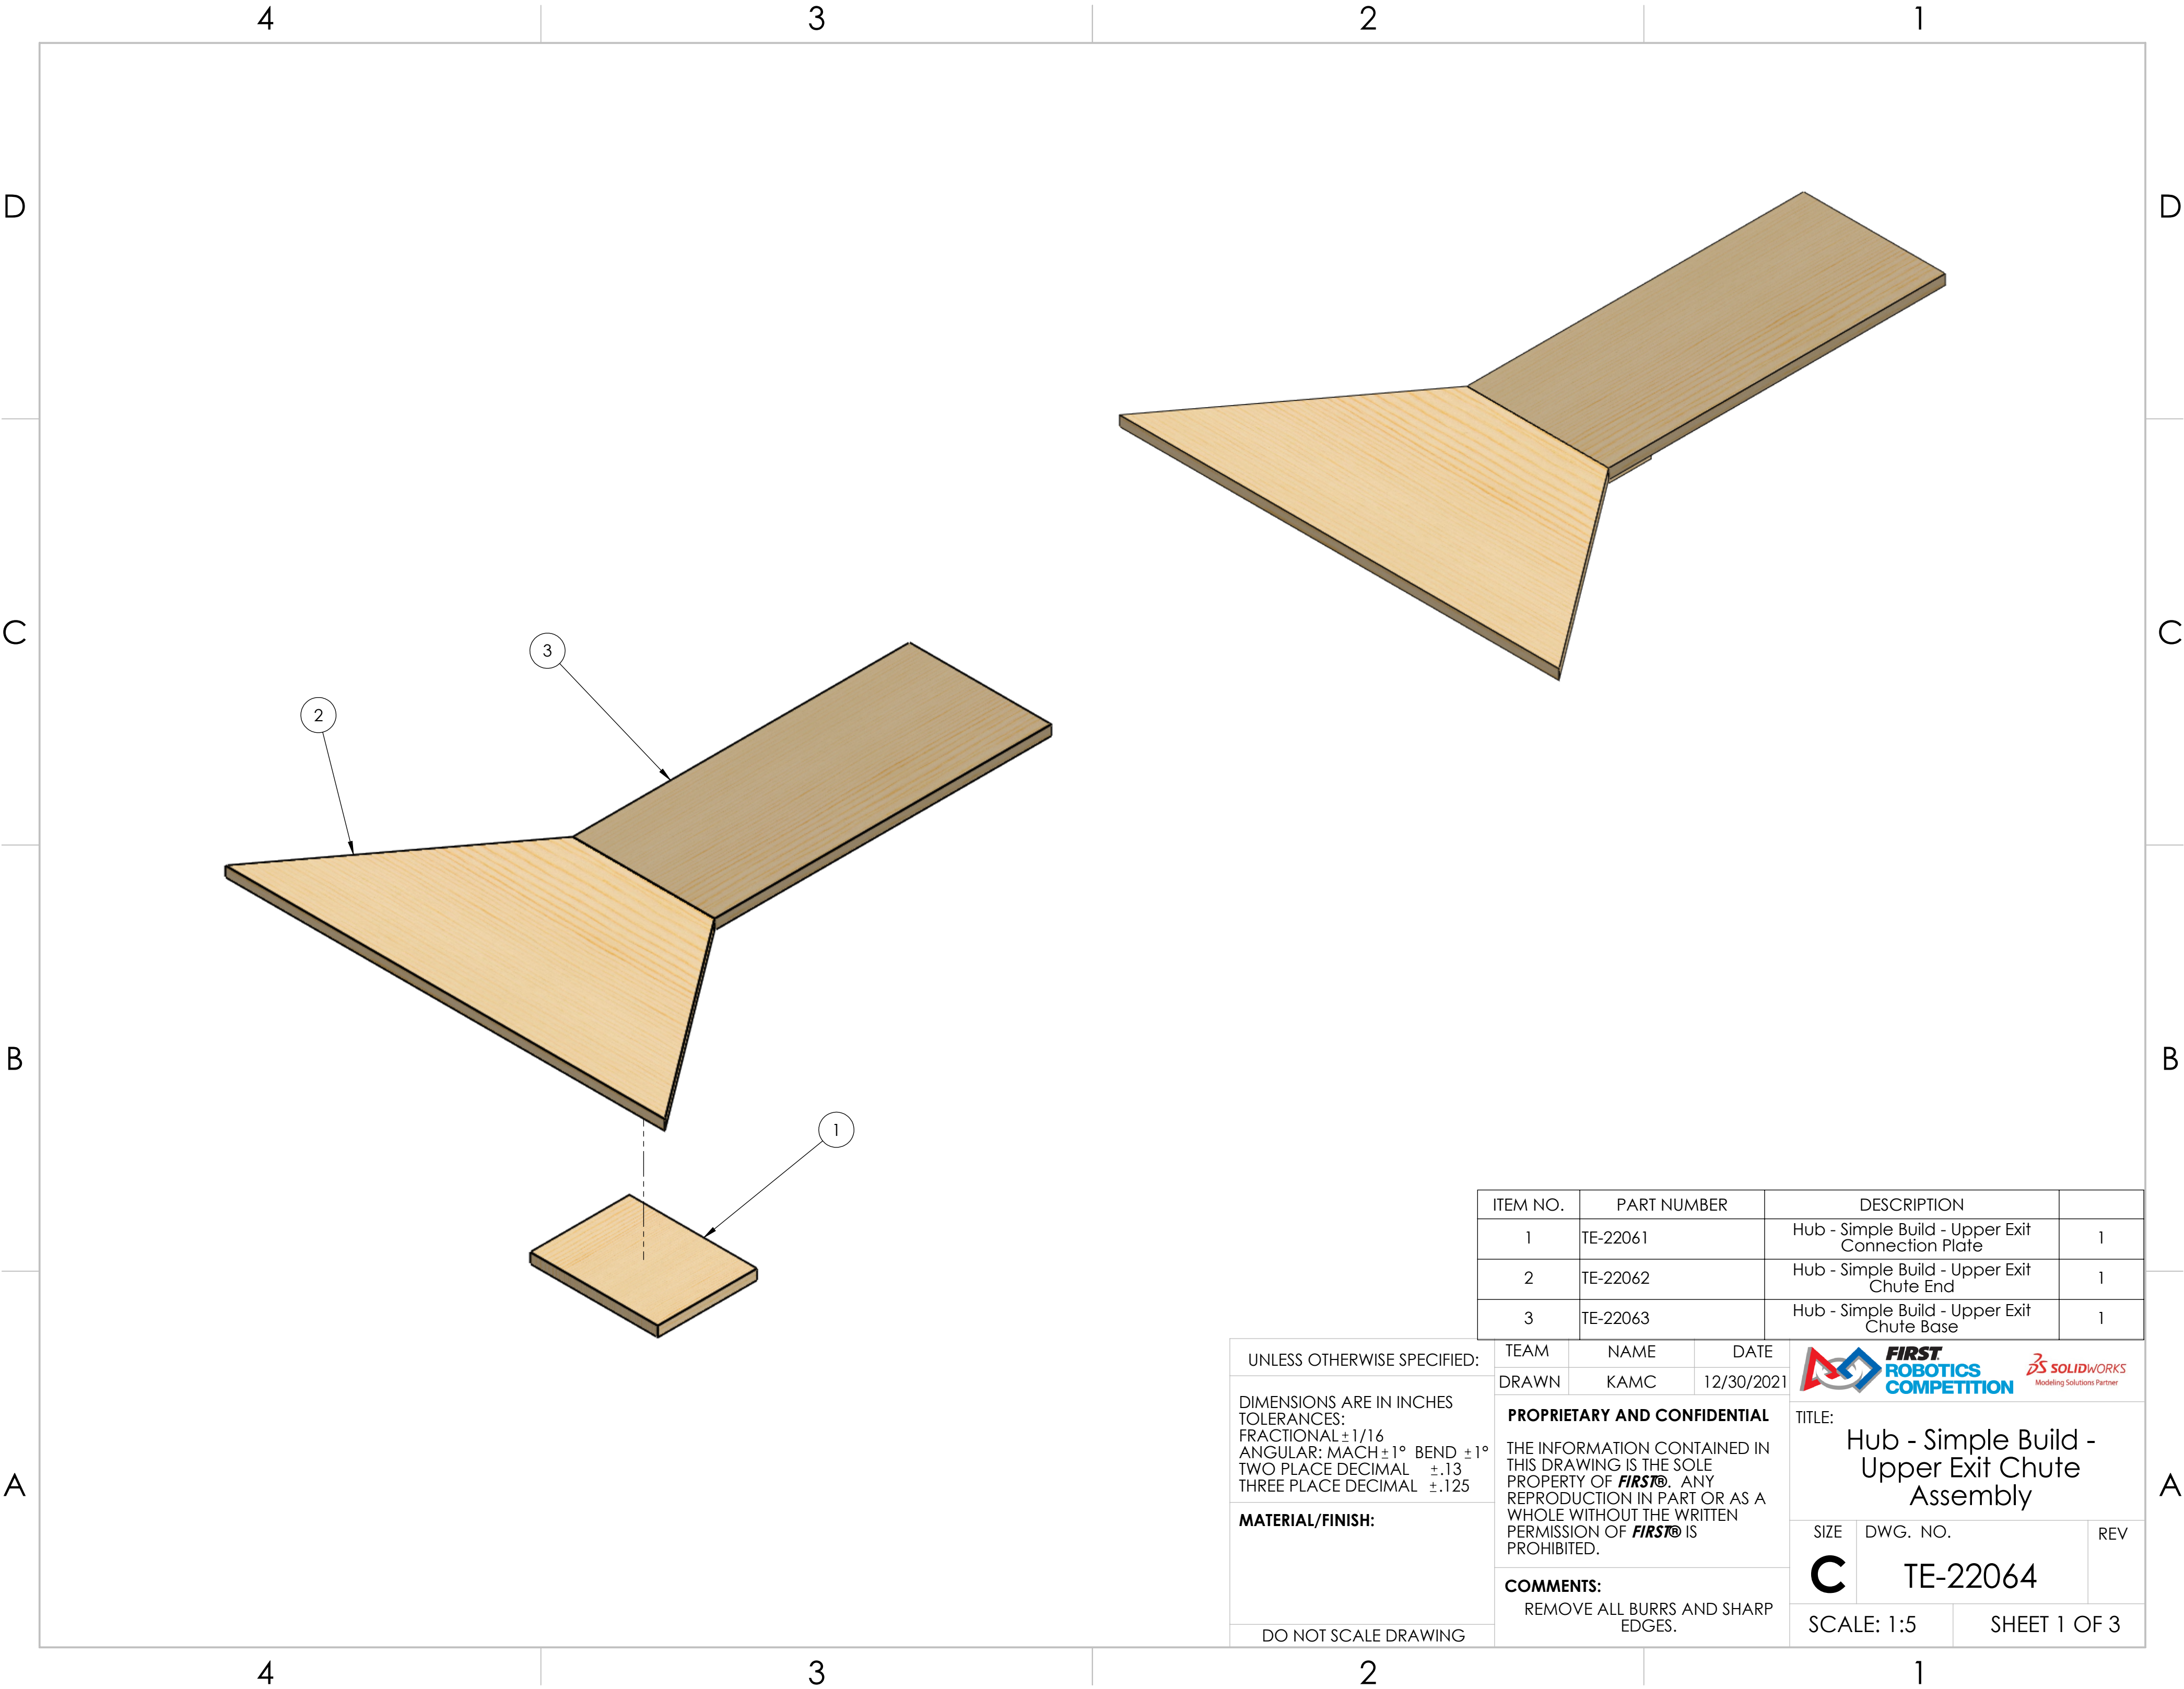 4 3 2 1
D D
C C
B B
A A
3
2
1
ITEM NO. PART NUMBER DESCRIPTION
1 TE-22061 Hub - Simple Build - Upper Exit Connection Plate 1
2 TE-22062 Hub - Simple Build - Upper Exit Chute End 1
3 TE-22063 Hub - Simple Build - Upper Exit Chute Base 1
UNLESS OTHERWISE SPECIFIED:
DIMENSIONS ARE IN INCHES
TOLERANCES:
FRACTIONAL ±1/16
ANGULAR: MACH±1° BEND ±1°
TWO PLACE DECIMAL ±.13
THREE PLACE DECIMAL ±.125
MATERIAL/FINISH:
DO NOT SCALE DRAWING
TEAM NAME DATE
DRAWN KAMC 12/30/2021
PROPRIETARY AND CONFIDENTIAL
THE INFORMATION CONTAINED IN
THIS DRAWING IS THE SOLE
PROPERTY OF FIRST®. ANY
REPRODUCTION IN PART OR AS A
WHOLE WITHOUT THE WRITTEN
PERMISSION OF FIRST® IS
PROHIBITED.
COMMENTS:
REMOVE ALL BURRS AND SHARP
EDGES.
FIRST
ROBOTICS
COMPETITION
SOLIDWORKS
Modeling Solutions Partner
TITLE:
Hub - Simple Build -
Upper Exit Chute
Assembly
SIZE DWG. NO. REV
C TE-22064
SCALE: 1:5 SHEET 1 OF 3
4 3 2 1